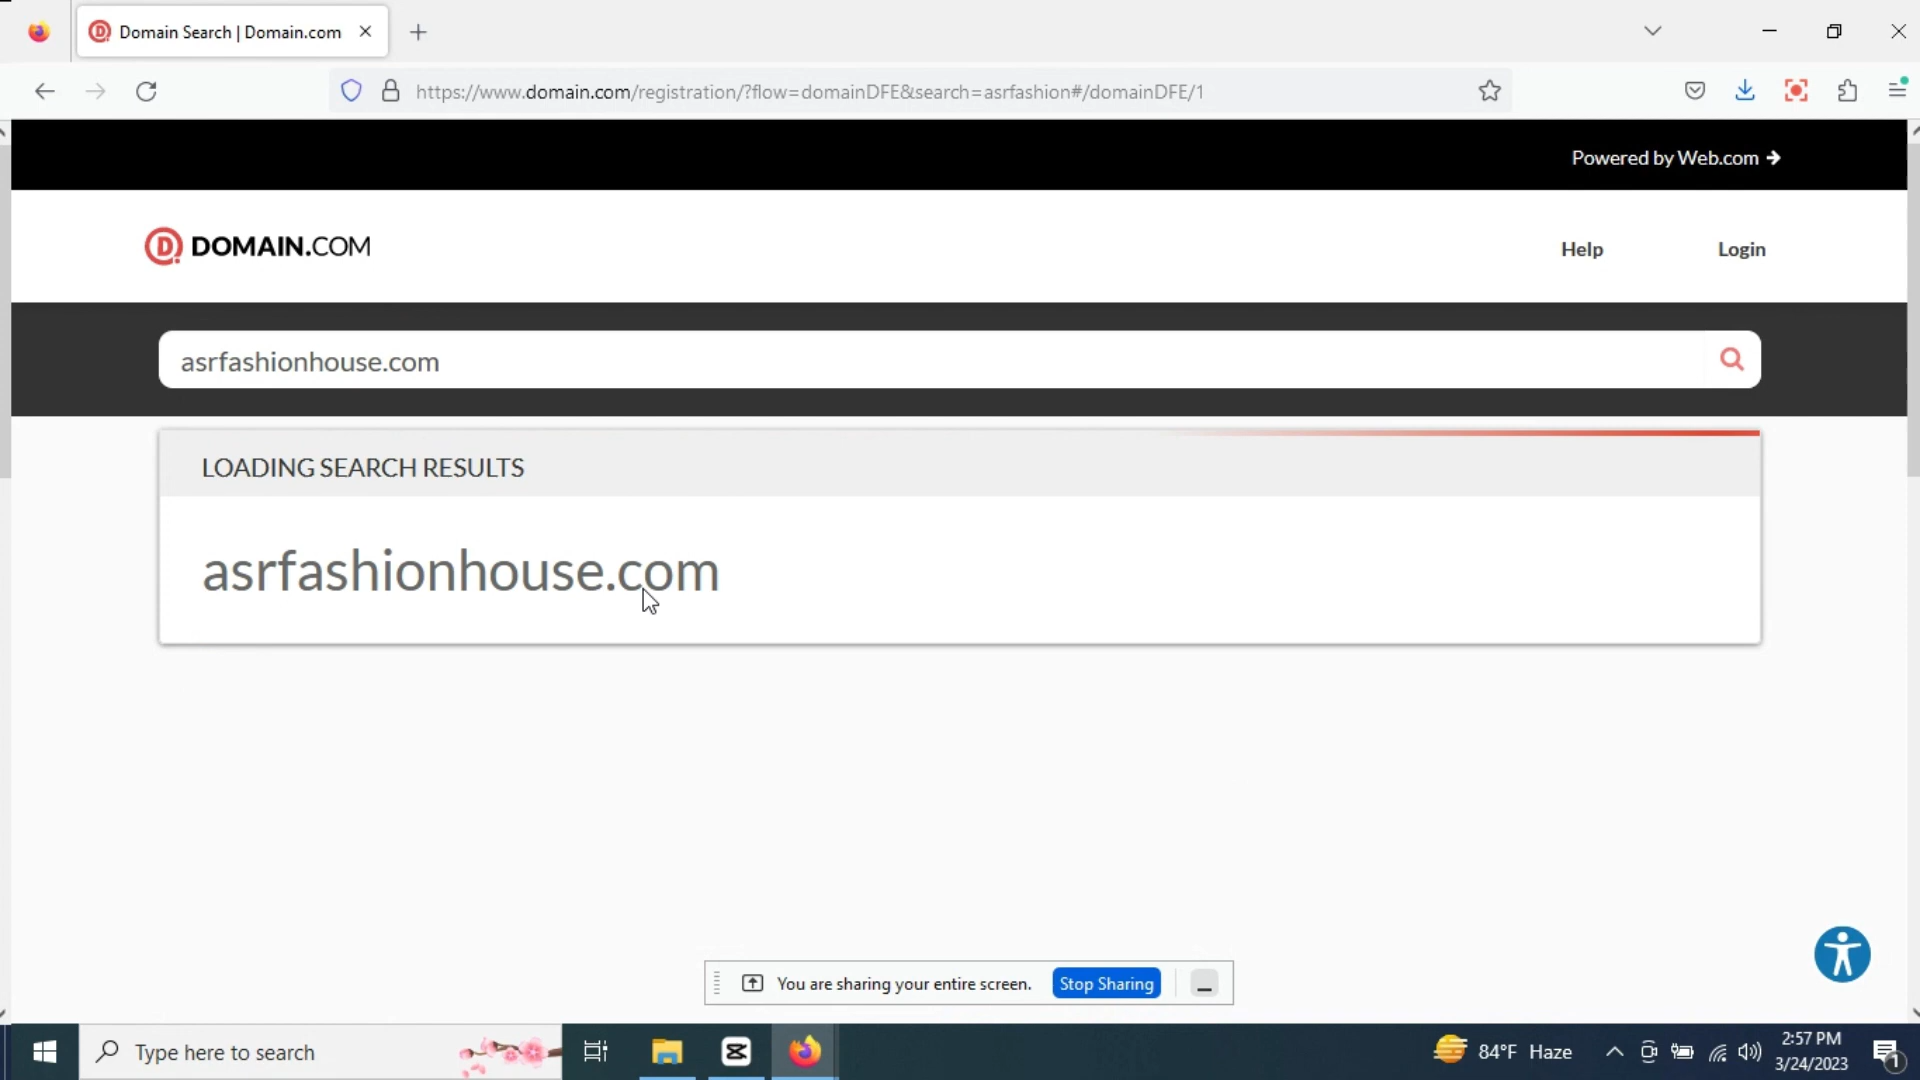 Domain Search | Domain.com
https://www.domain.com/registration/?flow=domainDFE&search=asrfashion#/domainDFE/1
Powered by Web.com
DOMAIN.COM
Help
Login
asrfashionhouse.com
LOADING SEARCH RESULTS
asrfashionhouse.com
You are sharing your entire screen.
Stop Sharing
Type here to search
84°F Haze
2:57 PM
3/24/2023
1